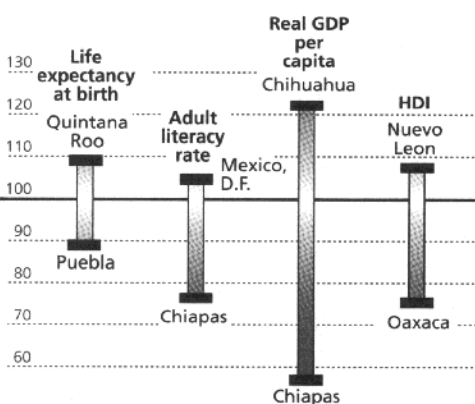 Real GDP
per
capita
Chihuahua
Life
expectancy
at birth
Quintana
Roo
Adult
literacy
rate
Mexico,
D.F.
HDI
Nuevo
Leon
130
120
110
100
90
80
70
60
Puebla
Chiapas
Chiapas
Oaxaca